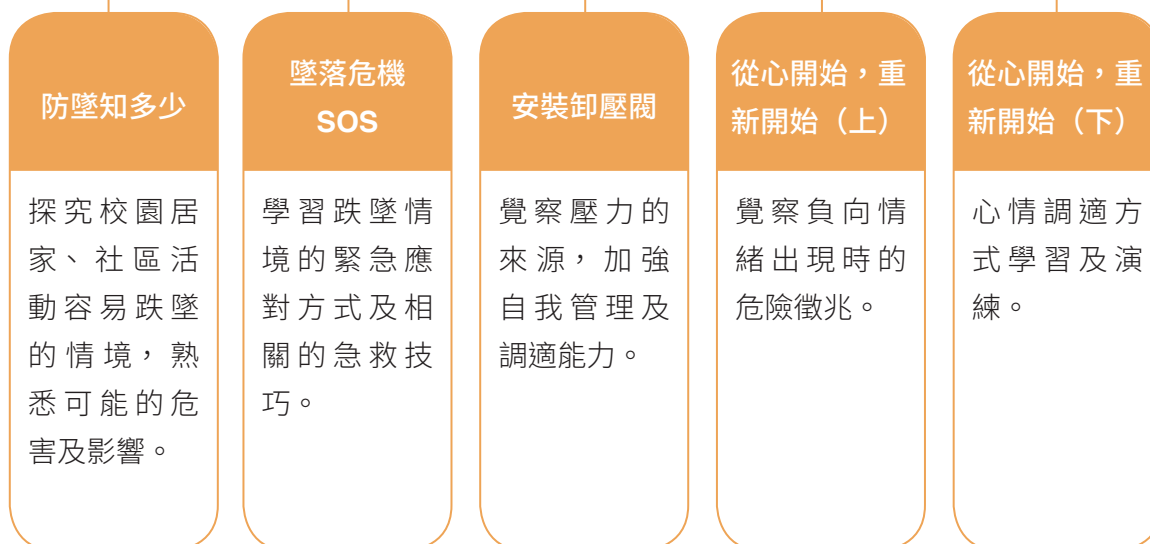 防墜知多少
探究校園居
家、社區活
動容易跌墜
的情境，熟
悉可能的危
害及影響。
墜落危機
SOS
學習跌墜情
境的緊急應
對方式及相
關的急救技
巧。
安裝卸壓閥
覺察壓力的
來源，加強
自我管理及
調適能力。
從心開始，重
新開始（上）
覺察負向情
緒出現時的
危險徵兆。
從心開始，重
新開始（下）
心情調適方
式學習及演
練。